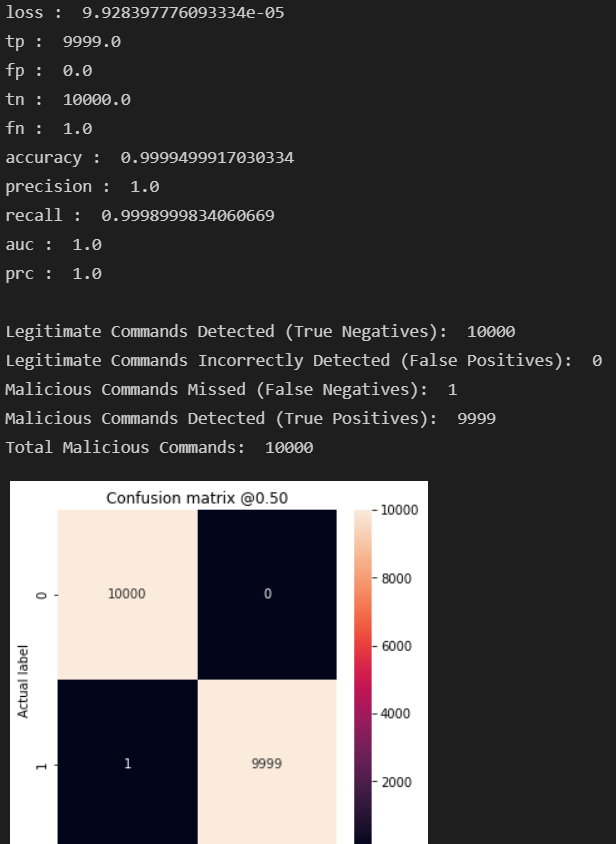 loss :  9.928397776093334e-05
tp :  9999.0
fp :  0.0
tn :  10000.0
fn :  1.0
accuracy :  0.9999499917030334
precision :  1.0
recall :  0.9998999834060669
auc :  1.0
prc :  1.0
Legitimate Commands Detected (True Negatives):  10000
Legitimate Commands Incorrectly Detected (False Positives):  0
Malicious Commands Missed (False Negatives):  1
Malicious Commands Detected (True Positives):  9999
Total Malicious Commands:  10000
Confusion matrix @0.50
Actual label
0
1
10000
0
1
9999
10000
8000
6000
4000
2000